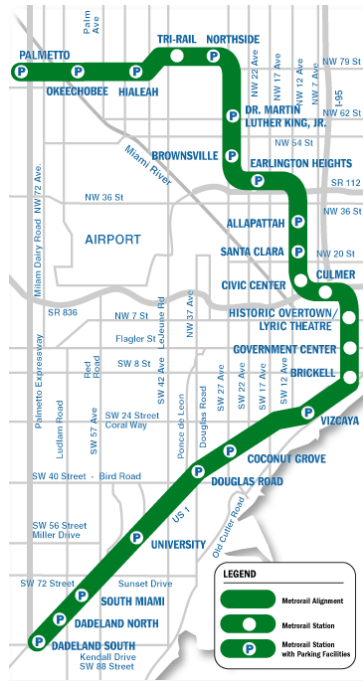 Palm
Ave
PALMETTO
OKEECHOBEE
HIALEAH
TRI-RAIL
NORTHSIDE
NW 79 St
NW 22 Ave
NW 17 Ave
NW 12 Ave
NW 7 Ave
I-95
DR. MARTIN
LUTHER KING, JR.
NW 62 St
NW 54 St
BROWNSVILLE
EARLINGTON HEIGHTS
SR 112
Miami River
NW 72 Ave.
NW 36 St
NW 36 St
ALLAPATTAH
AIRPORT
SANTA CLARA
NW 20 St
CIVIC CENTER
CULMER
Milam Dairy Road
SR 836
NW 7 St
LeJeune Rd
NW 37 Ave
HISTORIC OVERTOWN/
LYRIC THEATRE
Flagler St
GOVERNMENT CENTER
SW 8 St
BRICKELL
Palmetto Expressway
Red
Road
SW 42 Ave
SW 27 Ave
SW 22 Ave
SW 17 Ave
SW 12 Ave
VIZCAYA
Ludlam Road
SW 57 Ave
SW 24 Street
Coral Way
Ponce de Leon
Douglas Road
COCONUT GROVE
SW 40 Street - Bird Road
DOUGLAS ROAD
US 1
Old Cutler Road
SW 56 Street
Miller Drive
UNIVERSITY
SW 72 Street
Sunset Drive
SOUTH MIAMI
DADELAND NORTH
DADELAND SOUTH
Kendall Drive
SW 88 Street
LEGEND
Metrorail Alignment
Metrorail Station
P
Metrorail Station
with Parking Facilities